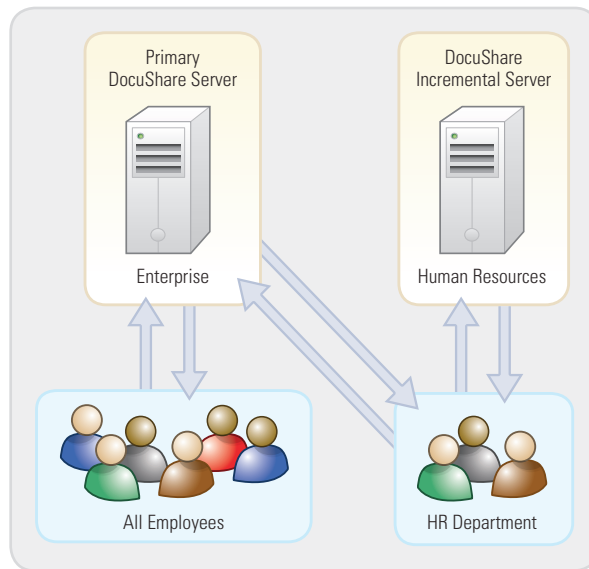 Primary
DocuShare Server
Enterprise
DocuShare
Incremental Server
Human Resources
All Employees
HR Department